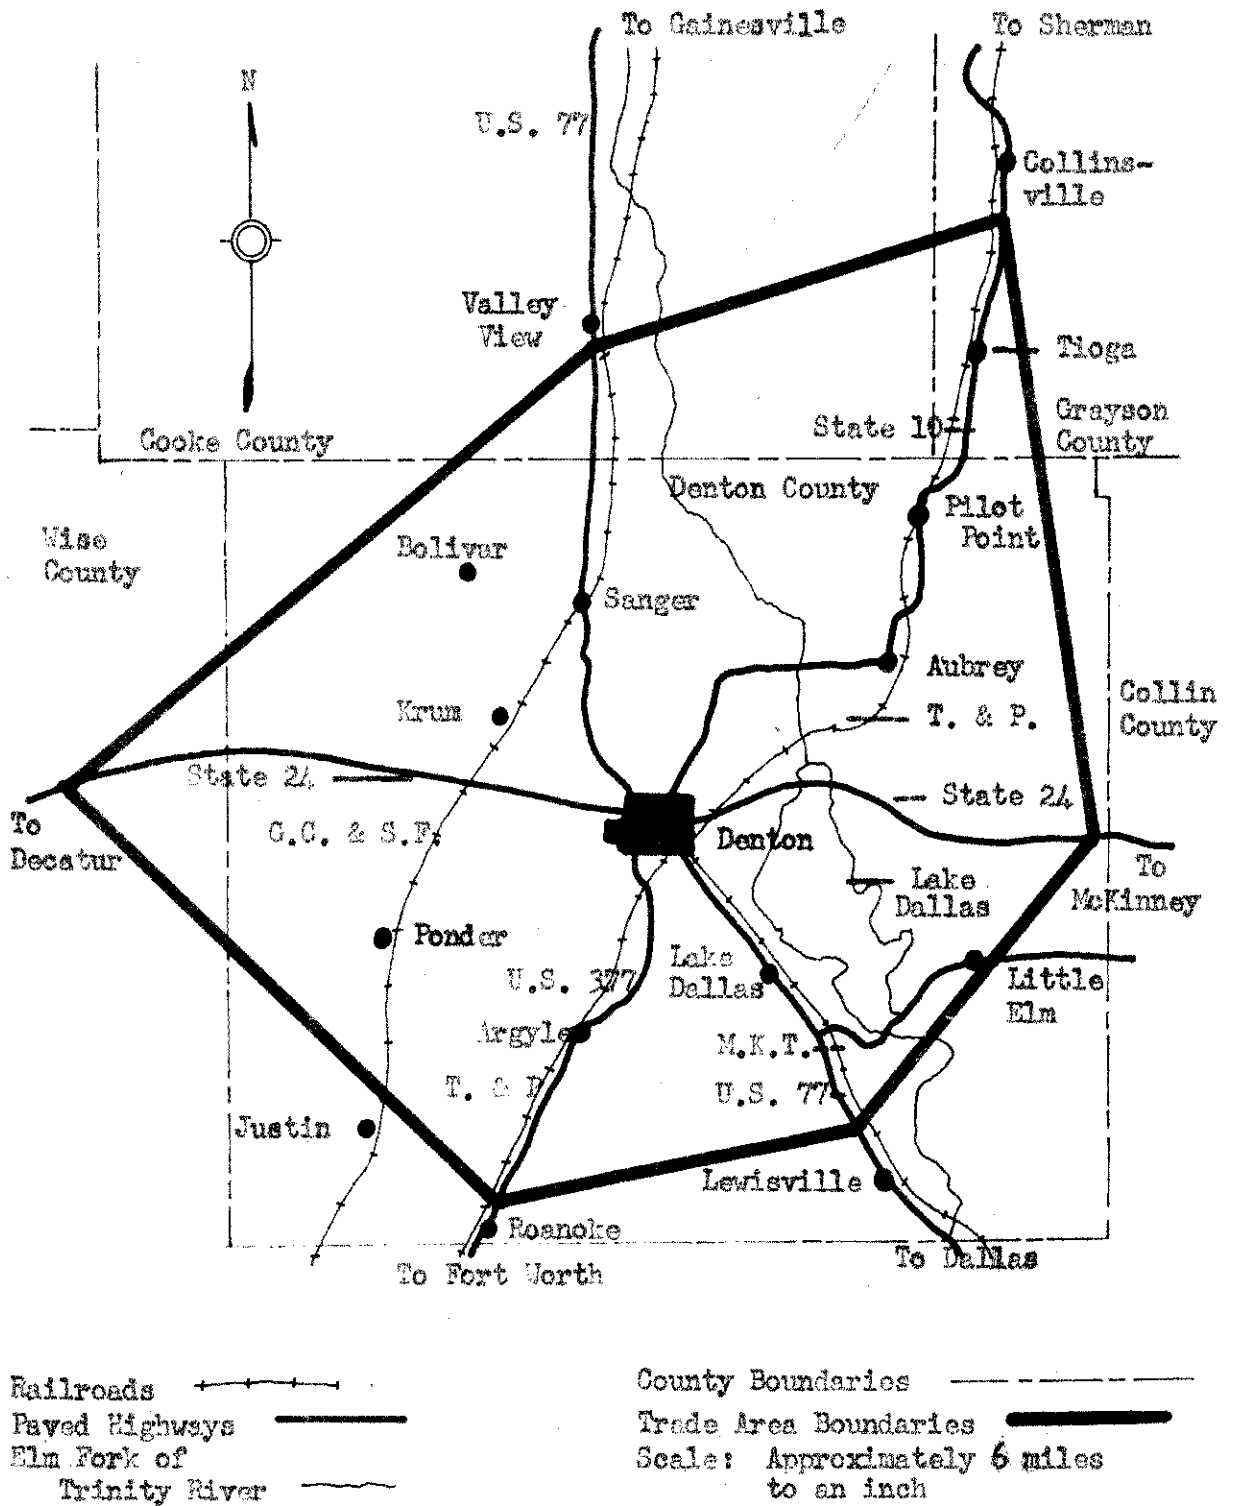 To Gainesville
To Sherman
N
U.S. 77
Collins-
ville
Valley
View
Tioga
State 10
Grayson
County
Cooke County
Denton County
Pilot
Point
Wise
County
Bolivar
Sanger
Aubrey
Krum
T. & P.
Collin
County
State 24
State 24
To
Decatur
G.C. & S.F.
Denton
To
McKinney
Lake
Dallas
Ponder
Lake
Dallas
U.S. 377
Little
Elm
Argyle
M.K.T.
T. & P
U.S. 77
Justin
Lewisville
Roanoke
To Fort Worth
To Dallas
Railroads
Paved Highways
Elm Fork of
Trinity River
County Boundaries
Trade Area Boundaries
Scale: Approximately 6 miles
to an inch